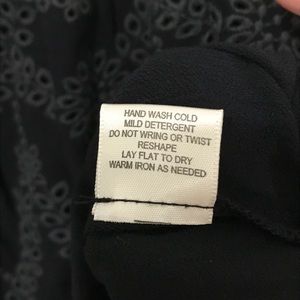 HAND WASH COLD
MILD DETERGENT
DO NOT WRING OR TWIST
RESHAPE
LAY FLAT TO DRY
WARM IRON AS NEEDED